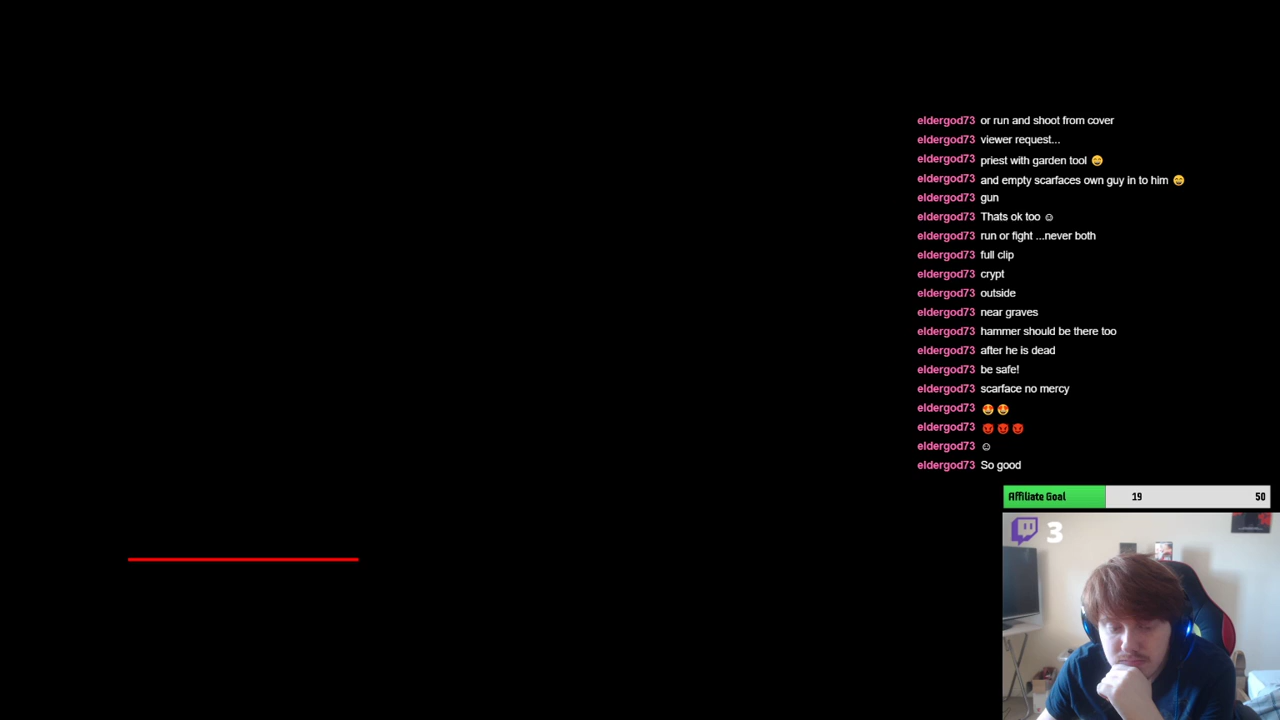 eldergod73 or run and shoot from cover
eldergod73 viewer request...
eldergod73 priest with garden tool 😄
eldergod73 and empty scarfaces own guy in to him 😄
eldergod73 gun
eldergod73 Thats ok too ☺
eldergod73 run or fight ...never both
eldergod73 full clip
eldergod73 crypt
eldergod73 outside
eldergod73 near graves
eldergod73 hammer should be there too
eldergod73 after he is dead
eldergod73 be safe!
eldergod73 scarface no mercy
eldergod73 😍 😍
eldergod73 😈 😈 😈
eldergod73 ☺
eldergod73 So good
Affiliate Goal 19 50
3